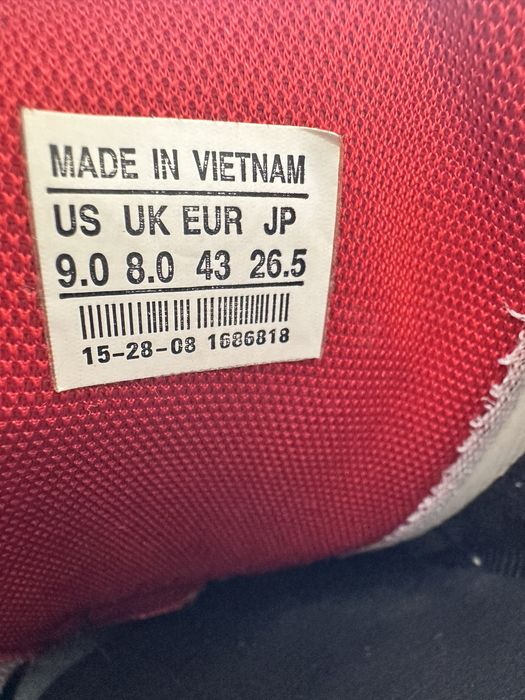 MADE IN VIETNAM
US UK EUR JP
9.0 8.0 43 26.5
15-28-08 1686818